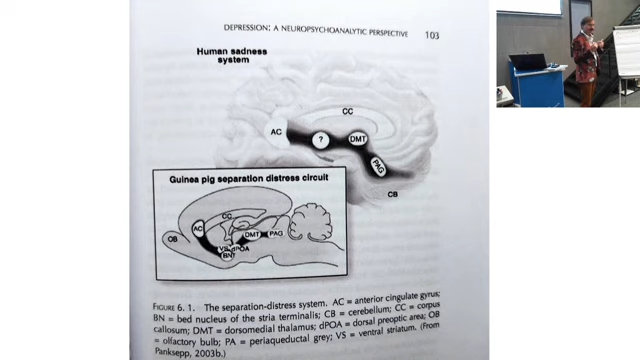 DEPRESSION: A NEUROPSYCHOANALYTIC PERSPECTIVE 103
Human sadness
system
CC
AC
?
DMT
PAG
CB
Guinea pig separation distress circuit
CC
AC
OB
DMT
PAG
VS
dPOA
BNT
FIGURE 6. 1. The separation-distress system. AC = anterior cingulate gyrus;
BN = bed nucleus of the stria terminalis; CB = cerebellum; CC = corpus
callosum; DMT = dorsomedial thalamus; dPOA = dorsal preoptic area; OB
= olfactory bulb; PA = periaqueductal grey; VS = ventral striatum. (From
Panksepp, 2003b.)